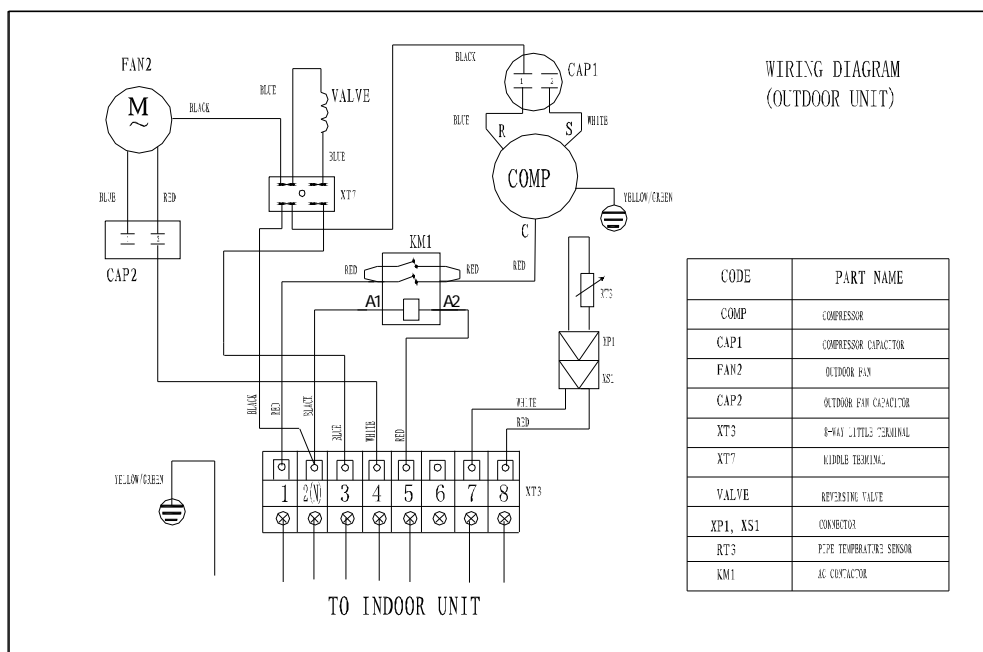 WIRING DIAGRAM
(OUTDOOR UNIT)
FAN2
M
~
BLACK
BLUE
RED
CAP2
BLUE
VALVE
BLUE
XT7
BLACK
CAP1
1 2
BLUE
R S
WHITE
COMP
C
YELLOW/GREEN
KM1
RED
RED
RED
A1
A2
RT3
XP1
XS1
WHITE
RED
BLACK
RED
BLACK
BLUE
WHITE
RED
1 2(N) 3 4 5 6 7 8
XT3
YELLOW/GREEN
TO INDOOR UNIT
CODE PART NAME
COMP COMPRESSOR
CAP1 COMPRESSOR CAPACITOR
FAN2 OUTDOOR FAN
CAP2 OUTDOOR FAN CAPACITOR
XT3 8-WAY LITTLE TERMINAL
XT7 MIDDLE TERMINAL
VALVE REVERSING VALVE
XP1, XS1 CONNECTOR
RT3 PIPE TEMPERATURE SENSOR
KM1 AC CONTACTOR